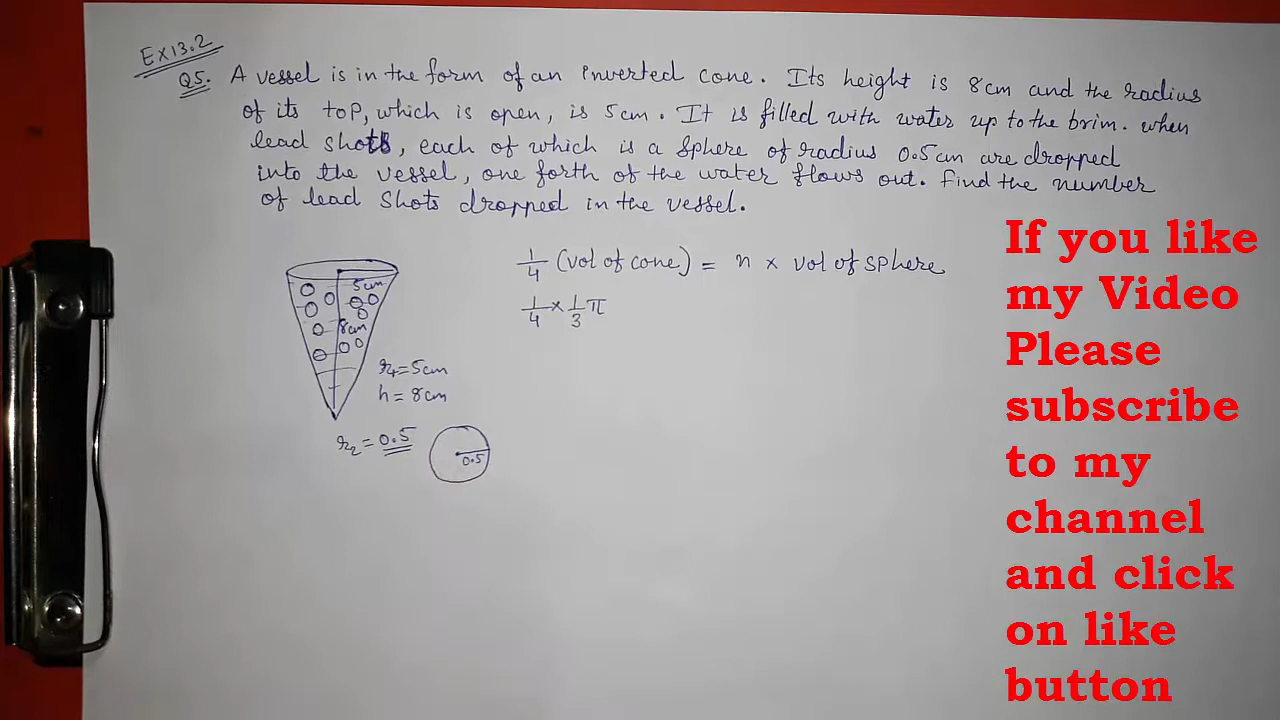 Ex13.2
Q5. A vessel is in the form of an inverted cone. Its height is 8cm and the radius
of its top, which is open, is 5cm. It is filled with water up to the brim. when
lead shots, each of which is a sphere of radius 0.5cm are dropped
into the vessel, one forth of the water flows out. Find the number
of lead shots dropped in the vessel.
1/4 (vol of cone) = n × vol of sphere
1/4 × 1/3 π
5cm
8cm
r₁ = 5cm
h = 8cm
r₂ = 0.5
0.5
If you like
my Video
Please
subscribe
to my
channel
and click
on like
button